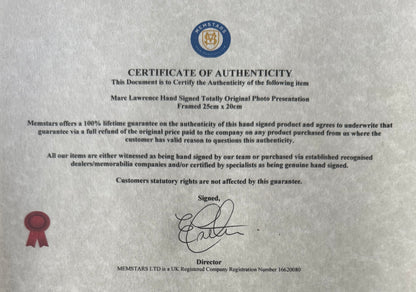 MEMSTARS
CERTIFICATE OF AUTHENTICITY
This Document is to Certify the Authenticity of the following item
Marc Lawrence Hand Signed Totally Original Photo Presentation
Framed 25cm x 20cm
Memstars offers a 100% lifetime guarantee on the authenticity of this hand signed product and agrees to underwrite that
guarantee via a full refund of the original price paid to the company on any product purchased from us where the
customer has valid reason to question this authenticity.
All our items are either witnessed as being hand signed by our team or purchased via established recognised
dealers/memorabilia companies and/or certified by specialists as being genuine hand signed.
Customers statutory rights are not affected by this guarantee.
Signed,
Director
MEMSTARS LTD is a UK Registered Company Registration Number 16620080